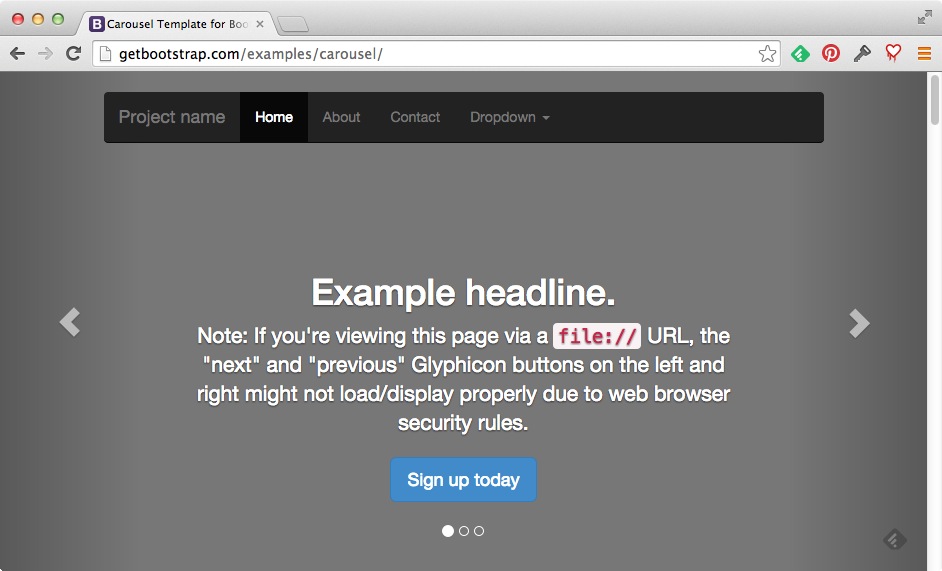 B Carousel Template for Boo
getbootstrap.com/examples/carousel/
Project name Home About Contact Dropdown
Example headline.
Note: If you're viewing this page via a file:// URL, the
"next" and "previous" Glyphicon buttons on the left and
right might not load/display properly due to web browser
security rules.
Sign up today